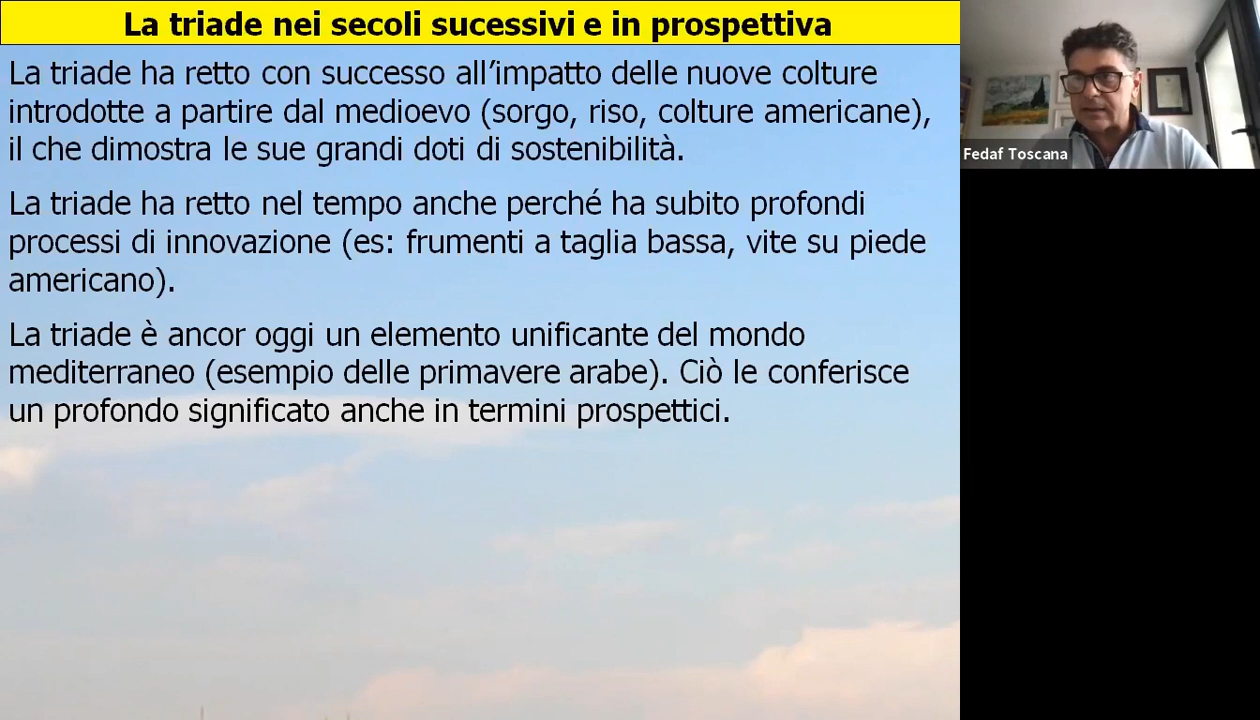 La triade nei secoli sucessivi e in prospettiva
La triade ha retto con successo all’impatto delle nuove colture
introdotte a partire dal medioevo (sorgo, riso, colture americane),
il che dimostra le sue grandi doti di sostenibilità.
La triade ha retto nel tempo anche perché ha subito profondi
processi di innovazione (es: frumenti a taglia bassa, vite su piede
americano).
La triade è ancor oggi un elemento unificante del mondo
mediterraneo (esempio delle primavere arabe). Ciò le conferisce
un profondo significato anche in termini prospettici.
Fedaf Toscana